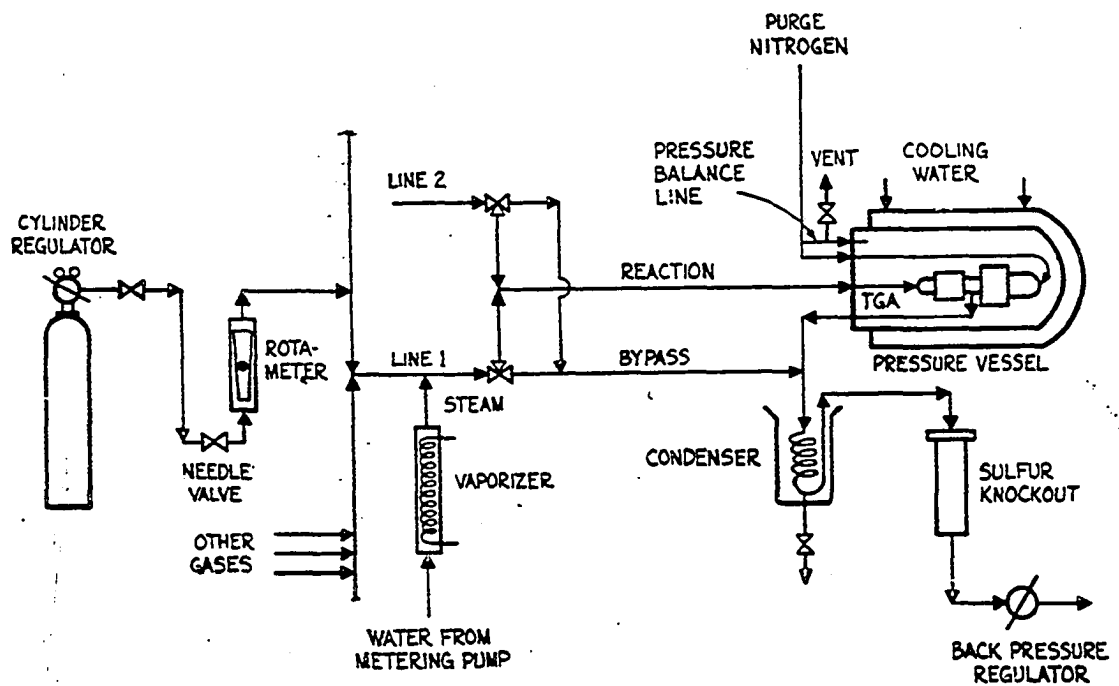 PURGE
NITROGEN
PRESSURE
BALANCE
LINE
VENT
COOLING
WATER
LINE 2
CYLINDER
REGULATOR
REACTION
TGA
ROTA-
METER
LINE 1
BYPASS
PRESSURE VESSEL
STEAM
NEEDLE
VALVE
VAPORIZER
CONDENSER
SULFUR
KNOCKOUT
OTHER
GASES
WATER FROM
METERING PUMP
BACK PRESSURE
REGULATOR